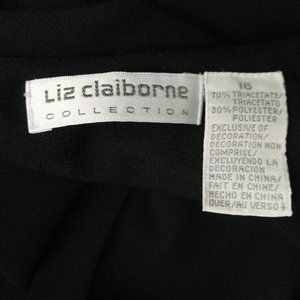 Liz claiborne
COLLECTION
70% TRIACETATE/
TRIACETATO
30% POLYESTER/
POLIESTER
EXCLUSIVE OF
DECORATION/
DECORATION NON
COMPRISE/
EXCLUYENDO LA
DECORACION
MADE IN CHINA/
FAIT EN CHINE/
HECHO EN CHINA
OVER/AU VERSO